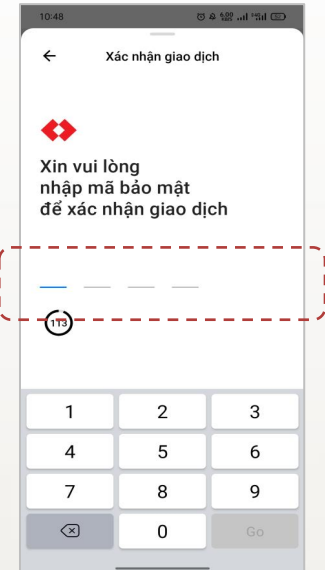 10:48
Xác nhận giao dịch
Xin vui lòng
nhập mã bảo mật
để xác nhận giao dịch
113
1 2 3
4 5 6
7 8 9
0 Go